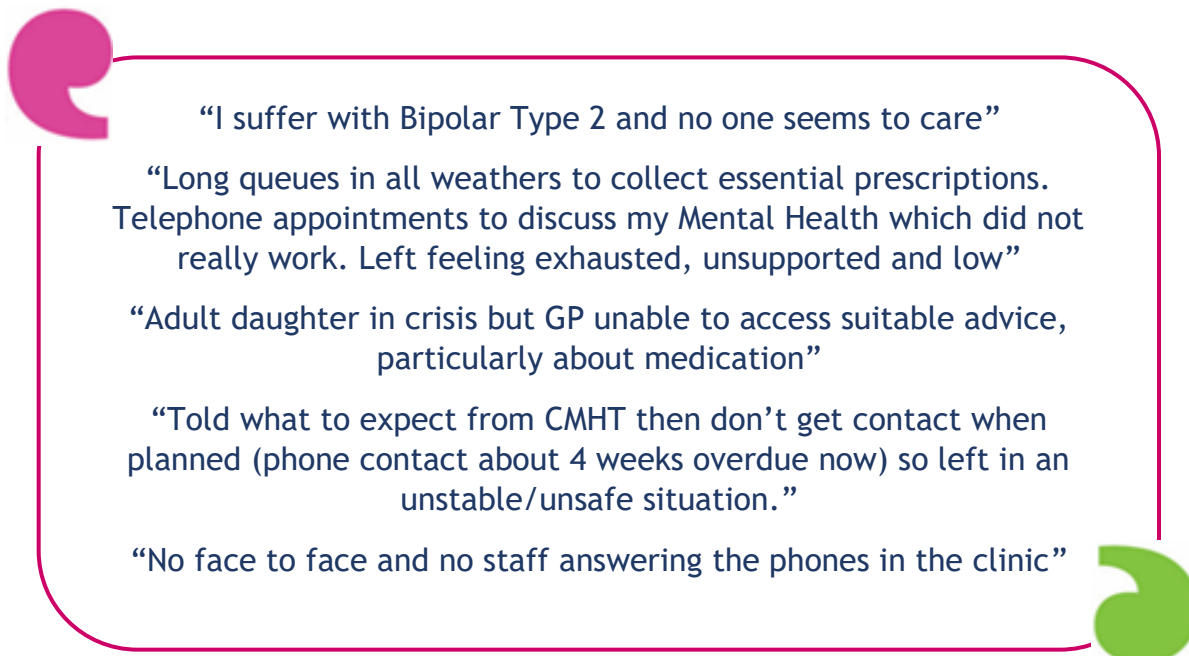 “I suffer with Bipolar Type 2 and no one seems to care”
“Long queues in all weathers to collect essential prescriptions.
Telephone appointments to discuss my Mental Health which did not
really work. Left feeling exhausted, unsupported and low”
“Adult daughter in crisis but GP unable to access suitable advice,
particularly about medication”
“Told what to expect from CMHT then don’t get contact when
planned (phone contact about 4 weeks overdue now) so left in an
unstable/unsafe situation.”
“No face to face and no staff answering the phones in the clinic”